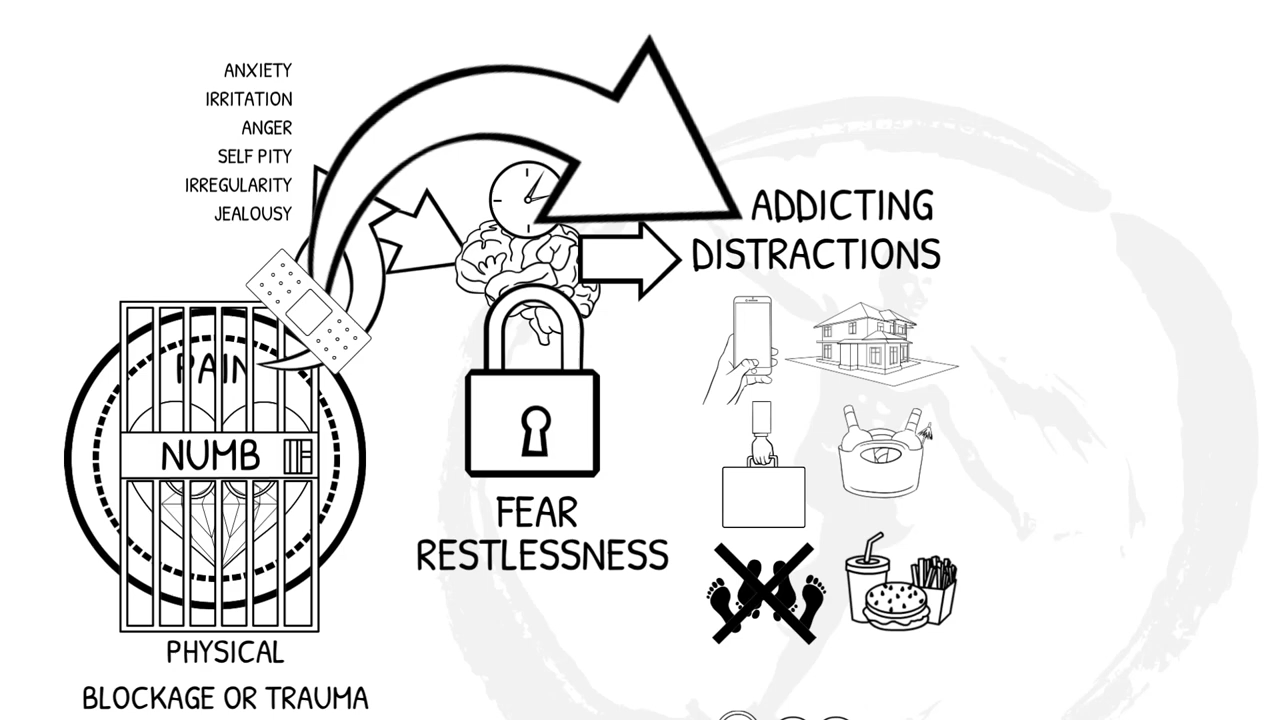 ANXIETY
IRRITATION
ANGER
SELF PITY
IRREGULARITY
JEALOUSY
ADDICTING
DISTRACTIONS
PAIN
NUMB
FEAR
RESTLESSNESS
PHYSICAL
BLOCKAGE OR TRAUMA